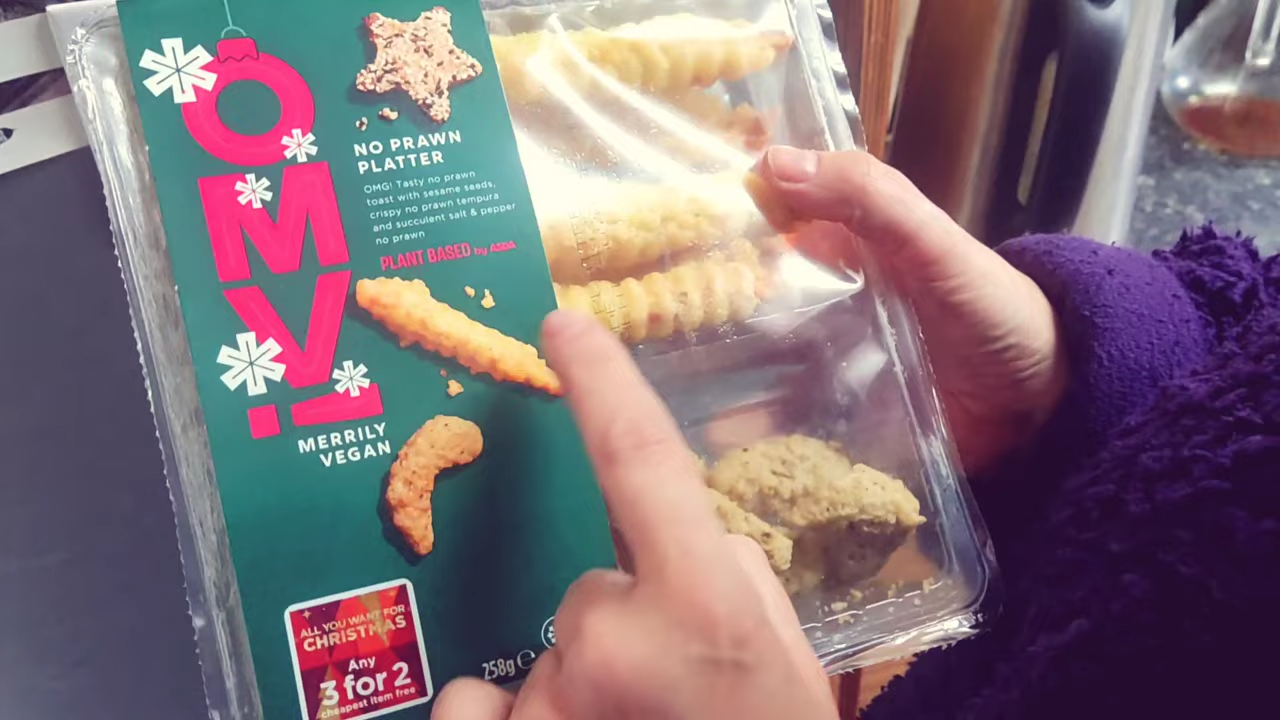 OMV!
MERRILY
VEGAN
NO PRAWN
PLATTER
OMG! Tasty no prawn
toast with sesame seeds,
crispy no prawn tempura
and succulent salt & pepper
no prawn
PLANT BASED by ASDA
ALL YOU WANT FOR
CHRISTMAS
Any
3 for 2
cheapest item free
258g ℮